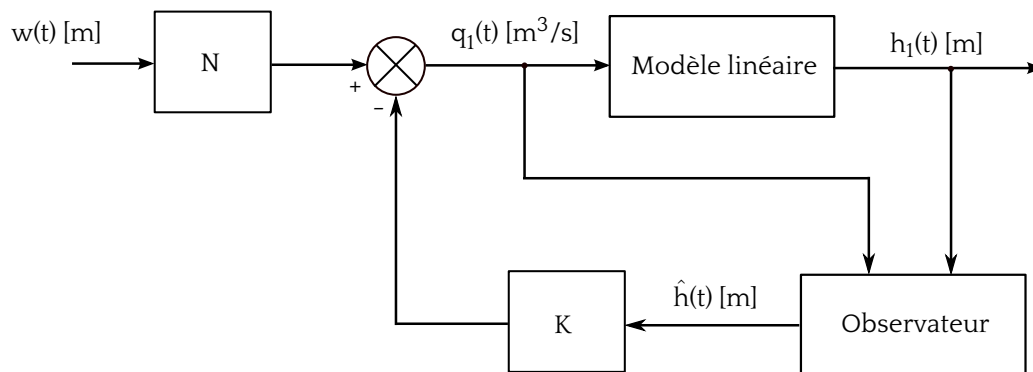 w(t) [m]
N
+
−
q₁(t) [m³/s]
Modèle linéaire
h₁(t) [m]
K
ĥ(t) [m]
Observateur